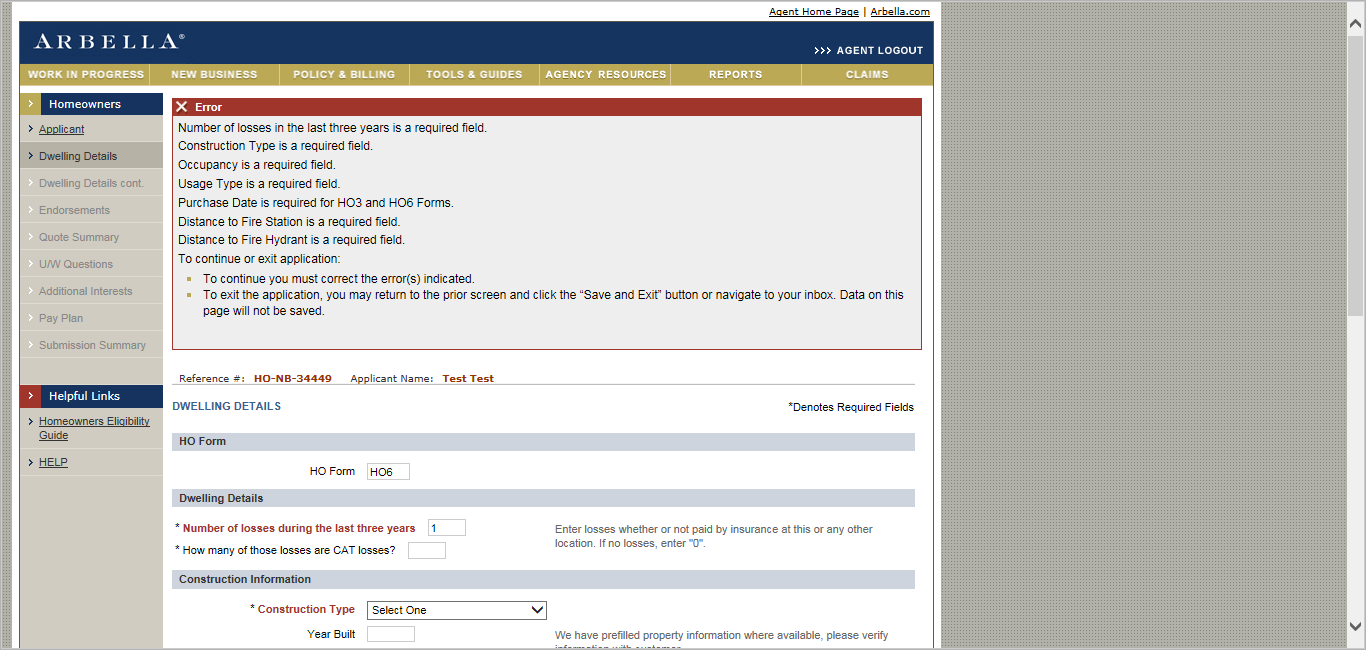 Agent Home Page | Arbella.com
ARBELLA®
>>> AGENT LOGOUT
WORK IN PROGRESS NEW BUSINESS POLICY & BILLING TOOLS & GUIDES AGENCY RESOURCES REPORTS CLAIMS
Homeowners
Applicant
Dwelling Details
Dwelling Details cont.
Endorsements
Quote Summary
U/W Questions
Additional Interests
Pay Plan
Submission Summary
Helpful Links
Homeowners Eligibility
Guide
HELP
Error
Number of losses in the last three years is a required field.
Construction Type is a required field.
Occupancy is a required field.
Usage Type is a required field.
Purchase Date is required for HO3 and HO6 Forms.
Distance to Fire Station is a required field.
Distance to Fire Hydrant is a required field.
To continue or exit application:
To continue you must correct the error(s) indicated.
To exit the application, you may return to the prior screen and click the “Save and Exit” button or navigate to your inbox. Data on
this page will not be saved.
Reference #: HO-NB-34449 Applicant Name: Test Test
DWELLING DETAILS
*Denotes Required Fields
HO Form
HO Form HO6
Dwelling Details
* Number of losses during the last three years 1
Enter losses whether or not paid by insurance at this or any other
location. If no losses, enter "0".
* How many of those losses are CAT losses?
Construction Information
* Construction Type Select One
Year Built
We have prefilled property information where available, please verify
information with customer.